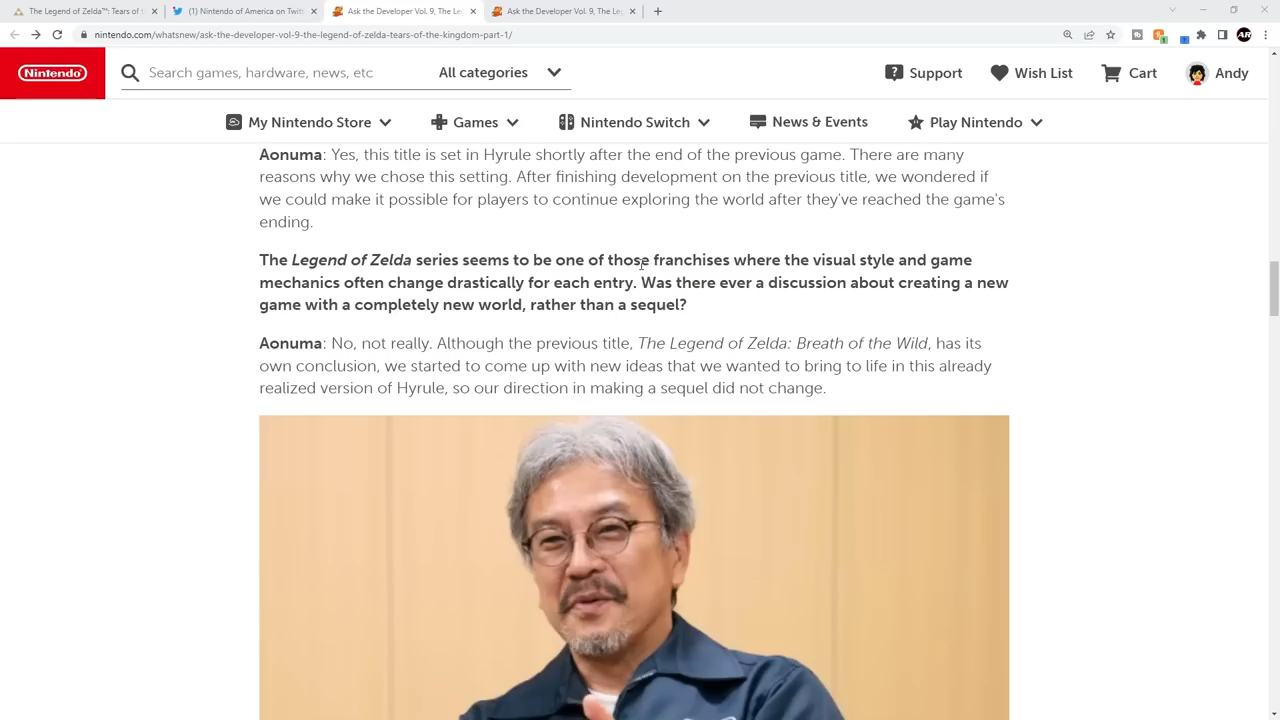 The Legend of Zelda™: Tears of t
(1) Nintendo of America on Twitt
Ask the Developer Vol. 9, The Le
Ask the Developer Vol. 9, The Le
nintendo.com/whatsnew/ask-the-developer-vol-9-the-legend-of-zelda-tears-of-the-kingdom-part-1/
AR
Nintendo
Search games, hardware, news, etc
All categories
Support
Wish List
Cart
Andy
My Nintendo Store
Games
Nintendo Switch
News & Events
Play Nintendo
Aonuma: Yes, this title is set in Hyrule shortly after the end of the previous game. There are many
reasons why we chose this setting. After finishing development on the previous title, we wondered if
we could make it possible for players to continue exploring the world after they've reached the game's
ending.
The Legend of Zelda series seems to be one of those franchises where the visual style and game
mechanics often change drastically for each entry. Was there ever a discussion about creating a new
game with a completely new world, rather than a sequel?
Aonuma: No, not really. Although the previous title, The Legend of Zelda: Breath of the Wild, has its
own conclusion, we started to come up with new ideas that we wanted to bring to life in this already
realized version of Hyrule, so our direction in making a sequel did not change.